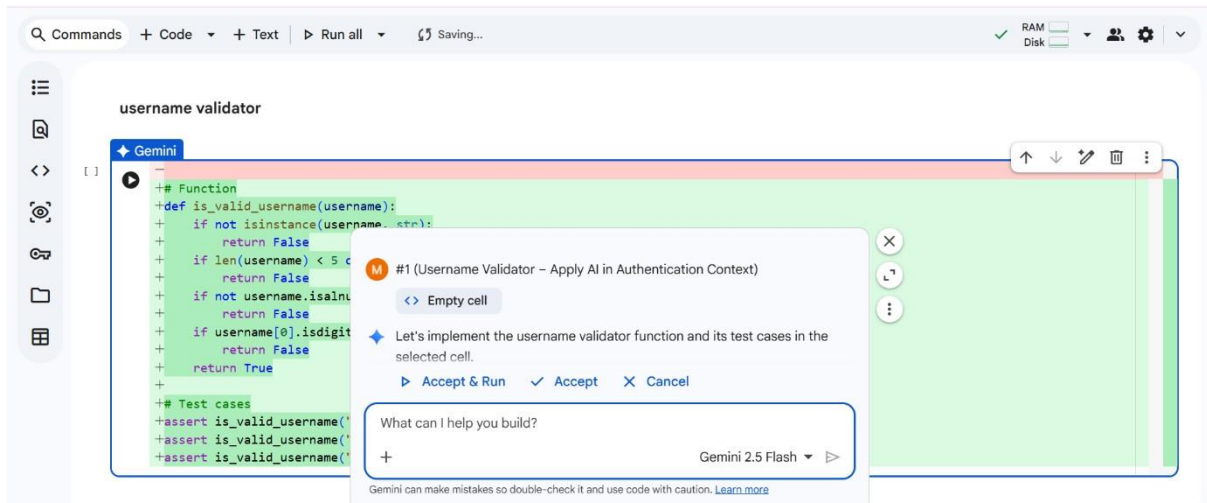 Commands + Code + Text Run all Saving... RAM
Disk
username validator
Gemini
[ ]
-
+# Function
+def is_valid_username(username):
+ if not isinstance(username, str):
+ return False
+ if len(username) < 5
+ return False
+ if not username.isalnu
+ return False
+ if username[0].isdigit
+ return False
+ return True
+
+# Test cases
+assert is_valid_username('
+assert is_valid_username('
+assert is_valid_username('
M #1 (Username Validator – Apply AI in Authentication Context)
<> Empty cell
Let's implement the username validator function and its test cases in the
selected cell.
Accept & Run Accept Cancel
What can I help you build?
+ Gemini 2.5 Flash
Gemini can make mistakes so double-check it and use code with caution. Learn more